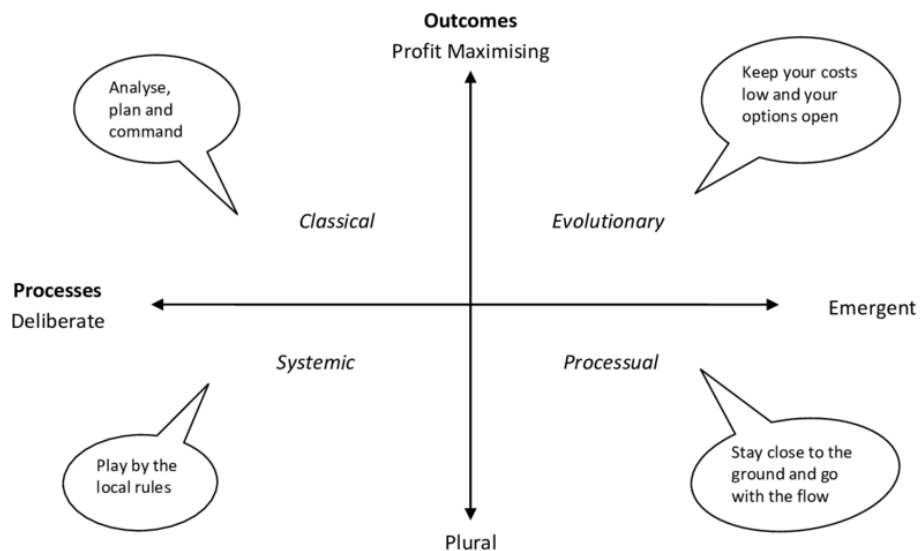 Outcomes
Profit Maximising
Analyse,
plan and
command
Keep your costs
low and your
options open
Classical
Evolutionary
Processes
Deliberate
Emergent
Systemic
Processual
Play by the
local rules
Stay close to the
ground and go
with the flow
Plural